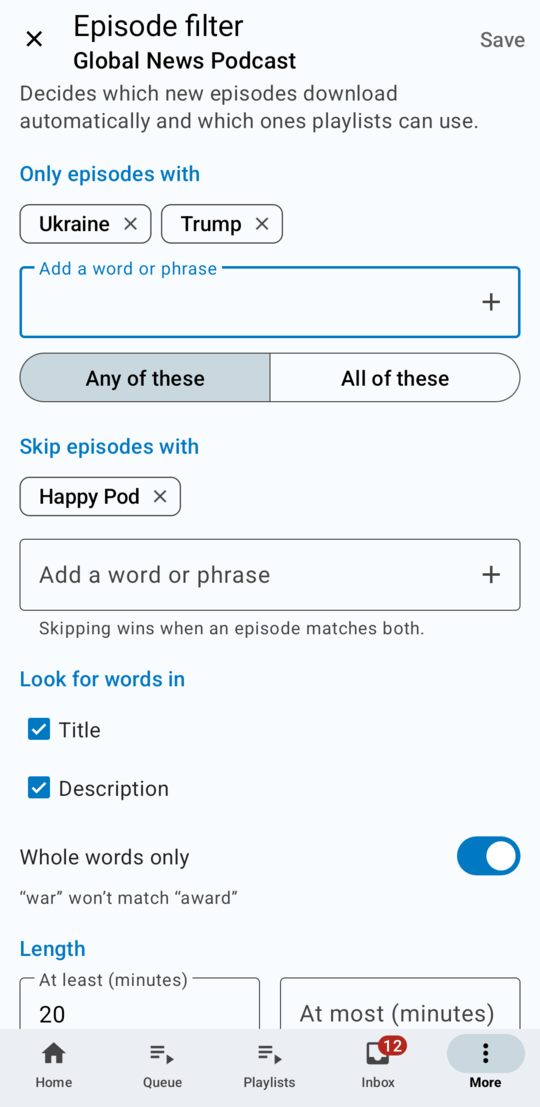 Episode filter
Save
Global News Podcast
Decides which new episodes download
automatically and which ones playlists can use.
Only episodes with
Ukraine
Trump
Add a word or phrase
Any of these
All of these
Skip episodes with
Happy Pod
Add a word or phrase
Skipping wins when an episode matches both.
Look for words in
Title
Description
Whole words only
“war” won’t match “award”
Length
At least (minutes)
20
At most (minutes)
12
Home
Queue
Playlists
Inbox
More